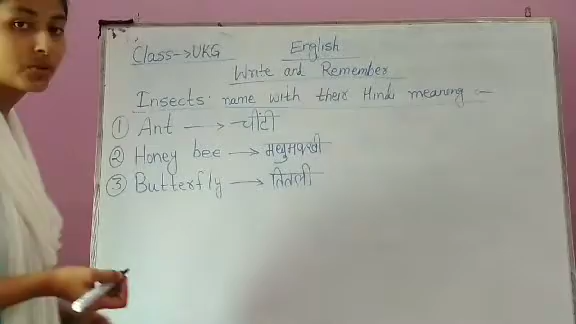 Class->UKG English
Write and Remember
Insects' name with their Hindi meaning :-
① Ant —> चींटी
② Honey bee —> मधुमक्खी
③ Butterfly —> तितली